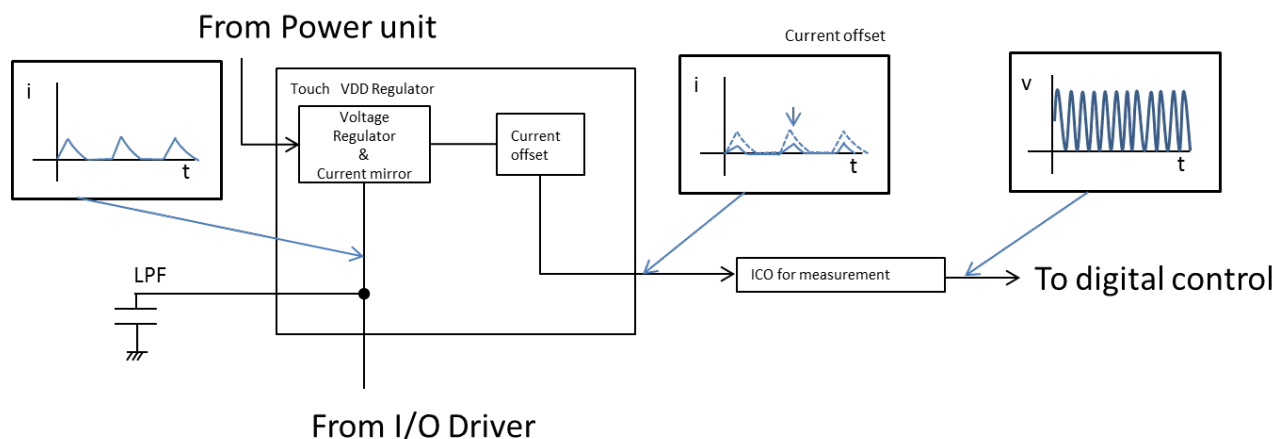 From Power unit
Current offset
i
t
Touch VDD Regulator
Voltage
Regulator
&
Current mirror
Current
offset
i
t
v
t
LPF
ICO for measurement
To digital control
From I/O Driver